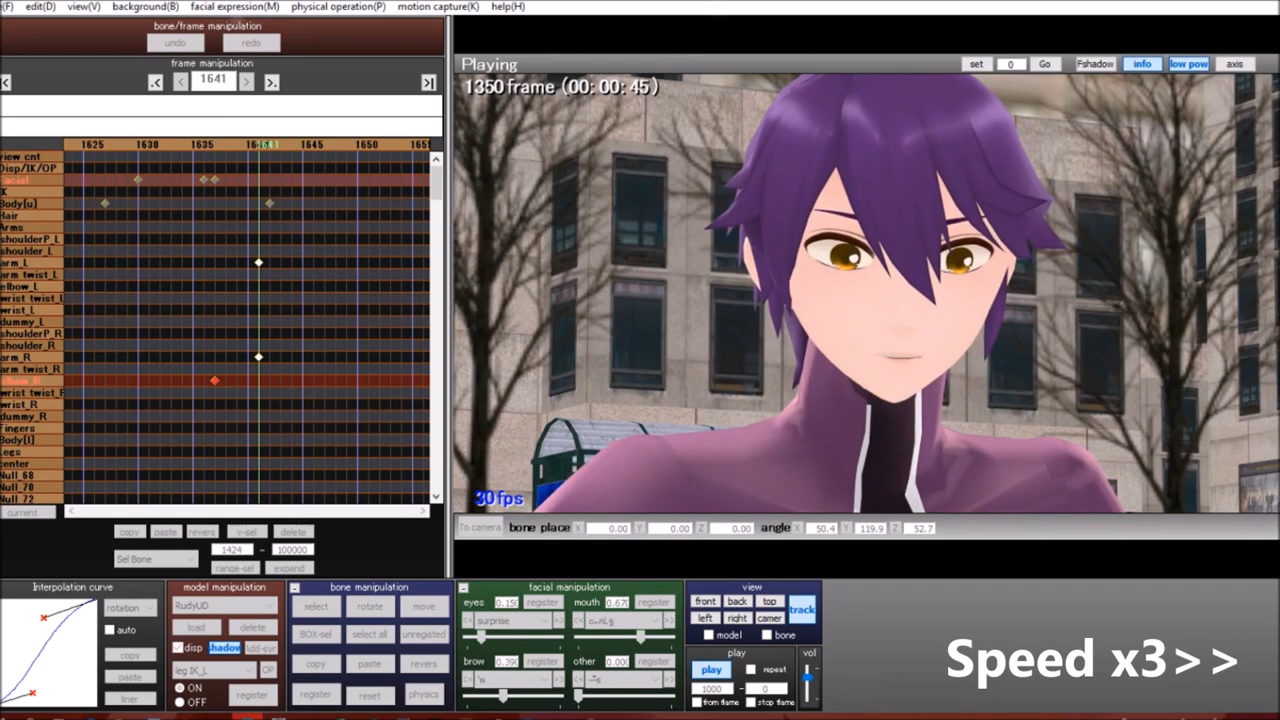 (F) edit(D) view(V) background(B) facial expression(M) physical operation(P) motion capture(K) help(H)
bone/frame manipulation
undo redo
frame manipulation
|< .< < 1641 > >. >|
Playing
set 0 Go Fshadow info low pow axis
1350 frame (00: 00: 45)
1625 1630 1635 1641 1645 1650
view cnt
Disp/IK/OP
Facial
IK
Body[u]
Hair
Arms
shoulderP_L
shoulder_L
arm_L
arm twist_L
elbow_L
wrist twist_L
wrist_L
dummy_L
shoulderP_R
shoulder_R
arm_R
arm twist_R
elbow_R
wrist twist_R
wrist_R
dummy_R
Fingers
Body[l]
Legs
center
Null_68
Null_70
Null_72
current
30 fps
To camera bone place X 0.00 Y 0.00 Z 0.00 angle X 50.4 Y 119.9 Z 52.7
copy paste revers v-sel delete
Sel Bone 1424 - 100000
range-sel expand
Interpolation curve
rotation
auto
copy
paste
liner
model manipulation
RudyUD
load delete
disp shadow Add-syn
leg IK_L OP
ON
OFF
register
- bone manipulation
select rotate move
BOX-sel select all unregisted
copy paste revers
register reset physics
- facial manipulation
eyes 0.150 register mouth 0.670 register
<< surprise >> <<  >>
brow 0.390 register other 0.000 register
<<  >> <<  >>
view
front back top
left right camer
track
model bone
play
play repeat
1000 - 0
from flame stop flame
vol
Speed x3>>